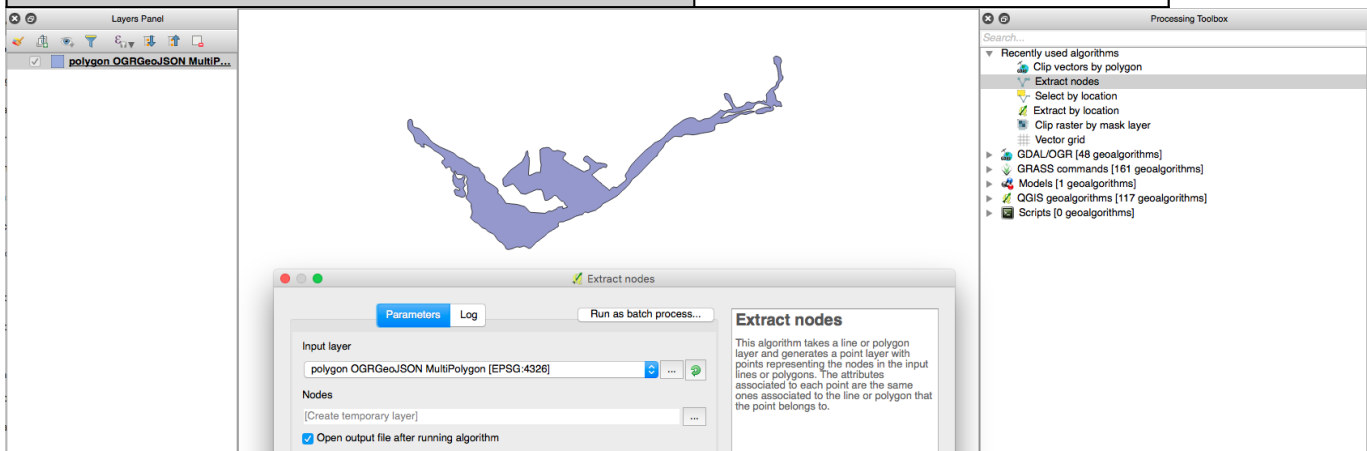 Layers Panel
polygon OGRGeoJSON MultiP...
Processing Toolbox
Search...
Recently used algorithms
Clip vectors by polygon
Extract nodes
Select by location
Extract by location
Clip raster by mask layer
Vector grid
GDAL/OGR [48 geoalgorithms]
GRASS commands [161 geoalgorithms]
Models [1 geoalgorithms]
QGIS geoalgorithms [117 geoalgorithms]
Scripts [0 geoalgorithms]
Extract nodes
Parameters Log Run as batch process...
Input layer
polygon OGRGeoJSON MultiPolygon [EPSG:4326] ...
Nodes
[Create temporary layer] ...
Open output file after running algorithm
Extract nodes
This algorithm takes a line or polygon
layer and generates a point layer with
points representing the nodes in the input
lines or polygons. The attributes
associated to each point are the same
ones associated to the line or polygon that
the point belongs to.